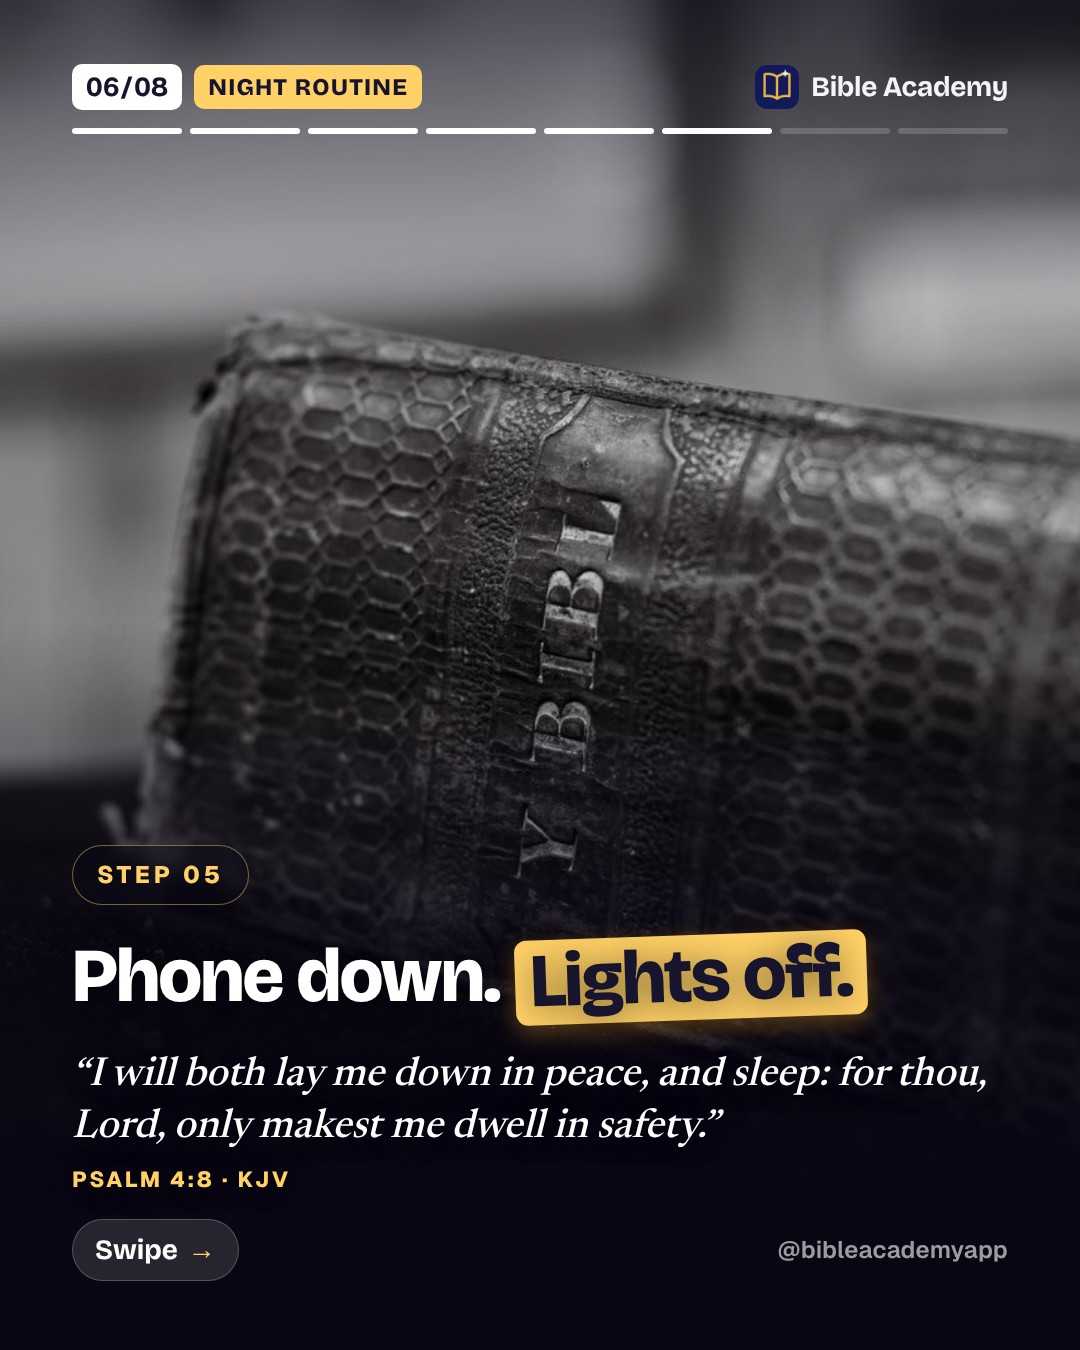 06/08 NIGHT ROUTINE
Bible Academy
Y BIBL
STEP 05
Phone down. Lights off.
“I will both lay me down in peace, and sleep: for thou,
Lord, only makest me dwell in safety.”
PSALM 4:8 · KJV
Swipe →
@bibleacademyapp